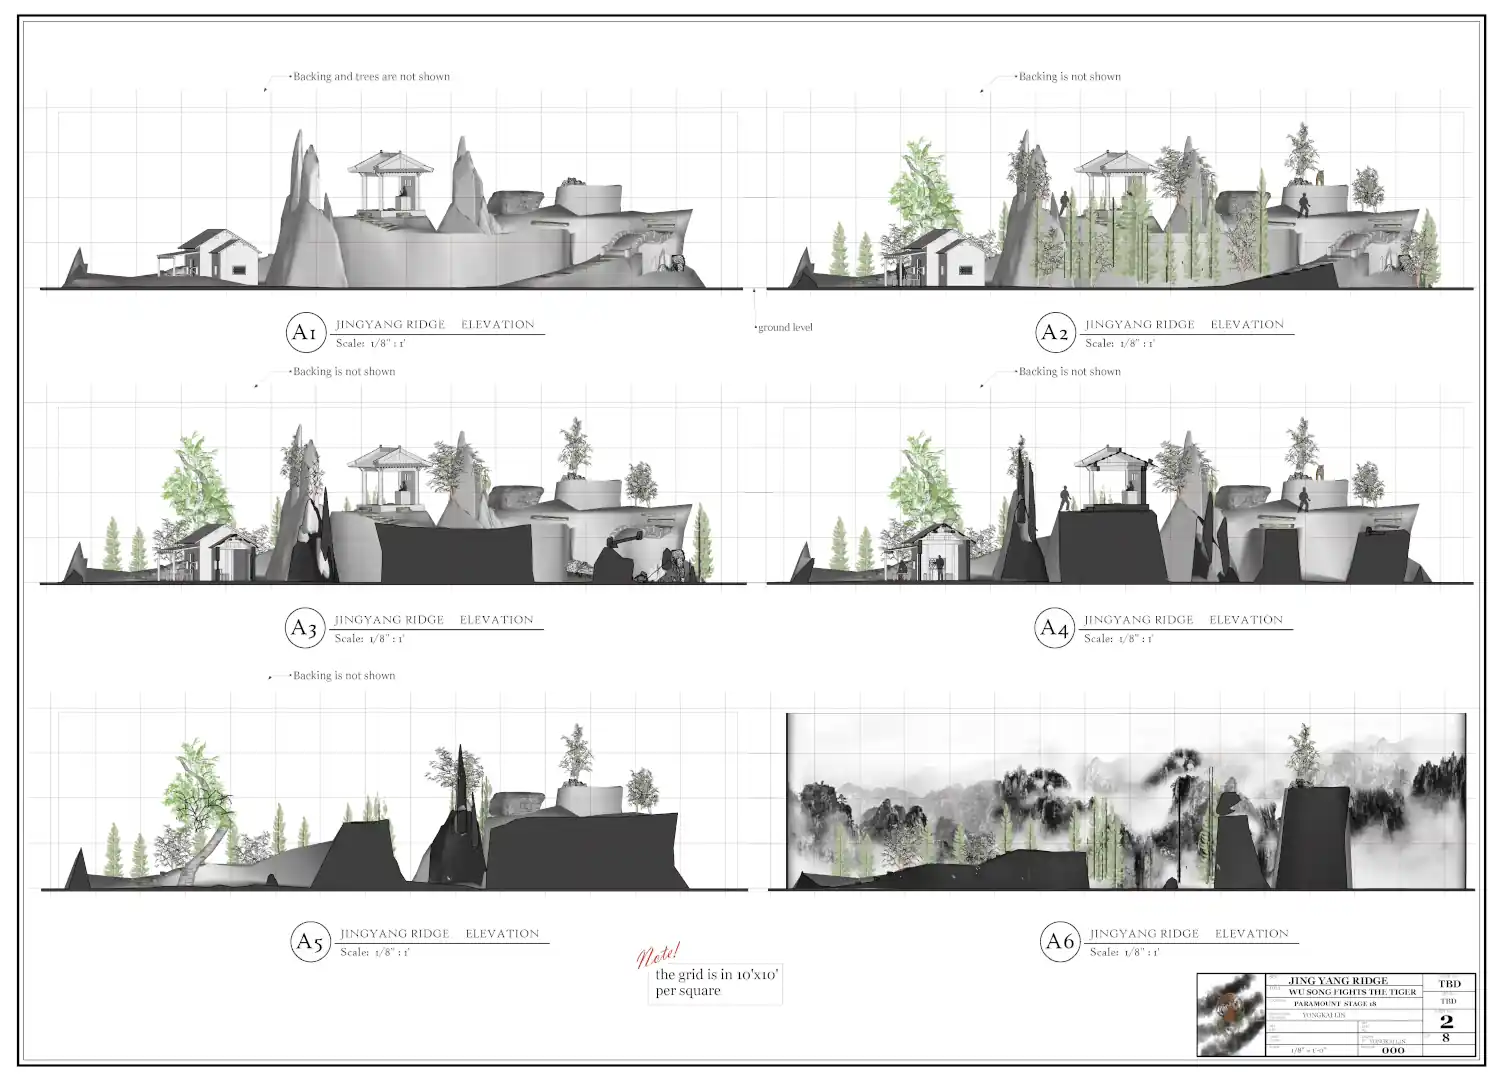 Backing and trees are not shown
Backing is not shown
A1
JINGYANG RIDGE ELEVATION
Scale: 1/8" : 1'
ground level
A2
JINGYANG RIDGE ELEVATION
Scale: 1/8" : 1'
Backing is not shown
Backing is not shown
A3
JINGYANG RIDGE ELEVATION
Scale: 1/8" : 1'
A4
JINGYANG RIDGE ELEVATION
Scale: 1/8" : 1'
Backing is not shown
A5
JINGYANG RIDGE ELEVATION
Scale: 1/8" : 1'
A6
JINGYANG RIDGE ELEVATION
Scale: 1/8" : 1'
Note!
the grid is in 10'x10'
per square
JING YANG RIDGE
WU SONG FIGHTS THE TIGER
PARAMOUNT STAGE 18
YONGKAI LIN
YONGKAI LIN
1/8" = 1'-0"
000
TBD
TBD
2
8